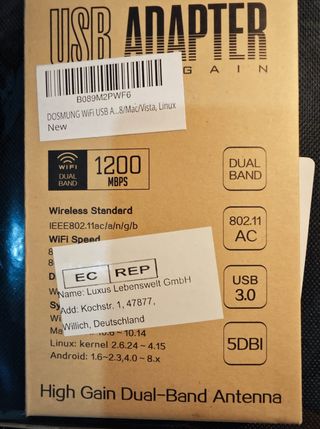 USB ADAPTER
GAIN
B089M2PWF6
DOSMUNG WiFi USB A...8/Mac/Vista, Linux
New
WIFI
DUAL
BAND
1200
MBPS
DUAL
BAND
Wireless Standard
IEEE802.11ac/a/n/g/b
WiFi Speed
802.11
AC
EC REP
Name: Luxus Lebenswelt GmbH
Add: Kochstr. 1, 47877,
Willich, Deutschland
USB
3.0
10.6 ~ 10.14
Linux: kernel 2.6.24 ~ 4.15
Android: 1.6~2.3,4.0 ~ 8.x
5DBI
High Gain Dual-Band Antenna